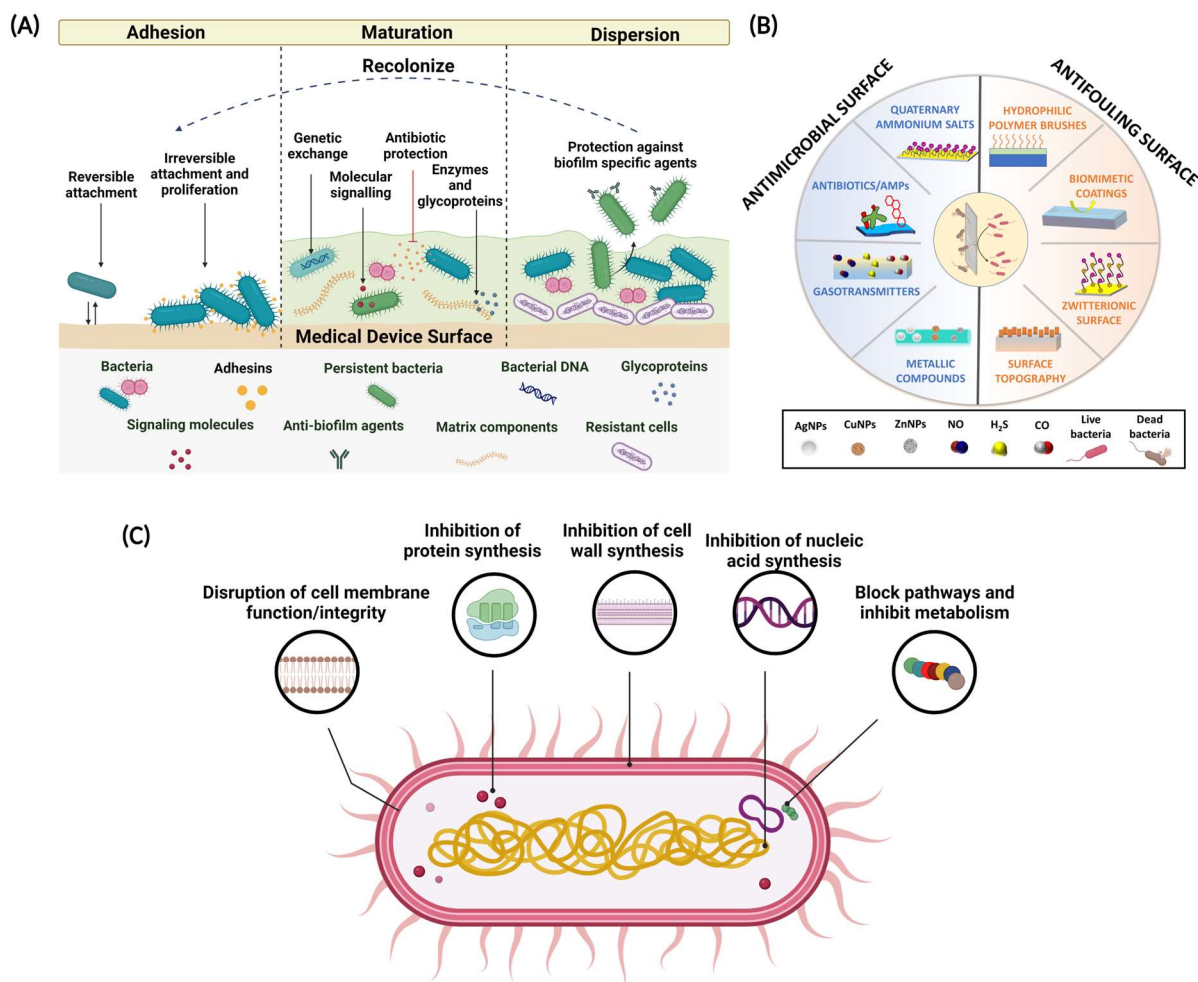 (A)
Adhesion
Maturation
Dispersion
Recolonize
Reversible
attachment
Irreversible
attachment and
proliferation
Genetic
exchange
Molecular
signalling
Antibiotic
protection
Enzymes and
glycoproteins
Protection against
biofilm specific agents
Medical Device Surface
Bacteria
Adhesins
Persistent bacteria
Bacterial DNA
Glycoproteins
Signaling molecules
Anti-biofilm agents
Matrix components
Resistant cells
(B)
ANTIMICROBIAL SURFACE
ANTIFOULING SURFACE
QUATERNARY
AMMONIUM SALTS
HYDROPHILIC
POLYMER BRUSHES
ANTIBIOTICS/AMPs
BIOMIMETIC
COATINGS
GASOTRANSMITTERS
ZWITTERIONIC
SURFACE
METALLIC
COMPOUNDS
SURFACE
TOPOGRAPHY
AgNPs
CuNPs
ZnNPs
NO
H₂S
CO
Live
bacteria
Dead
bacteria
(C)
Disruption of cell membrane
function/integrity
Inhibition of
protein synthesis
Inhibition of cell
wall synthesis
Inhibition of nucleic
acid synthesis
Block pathways and
inhibit metabolism